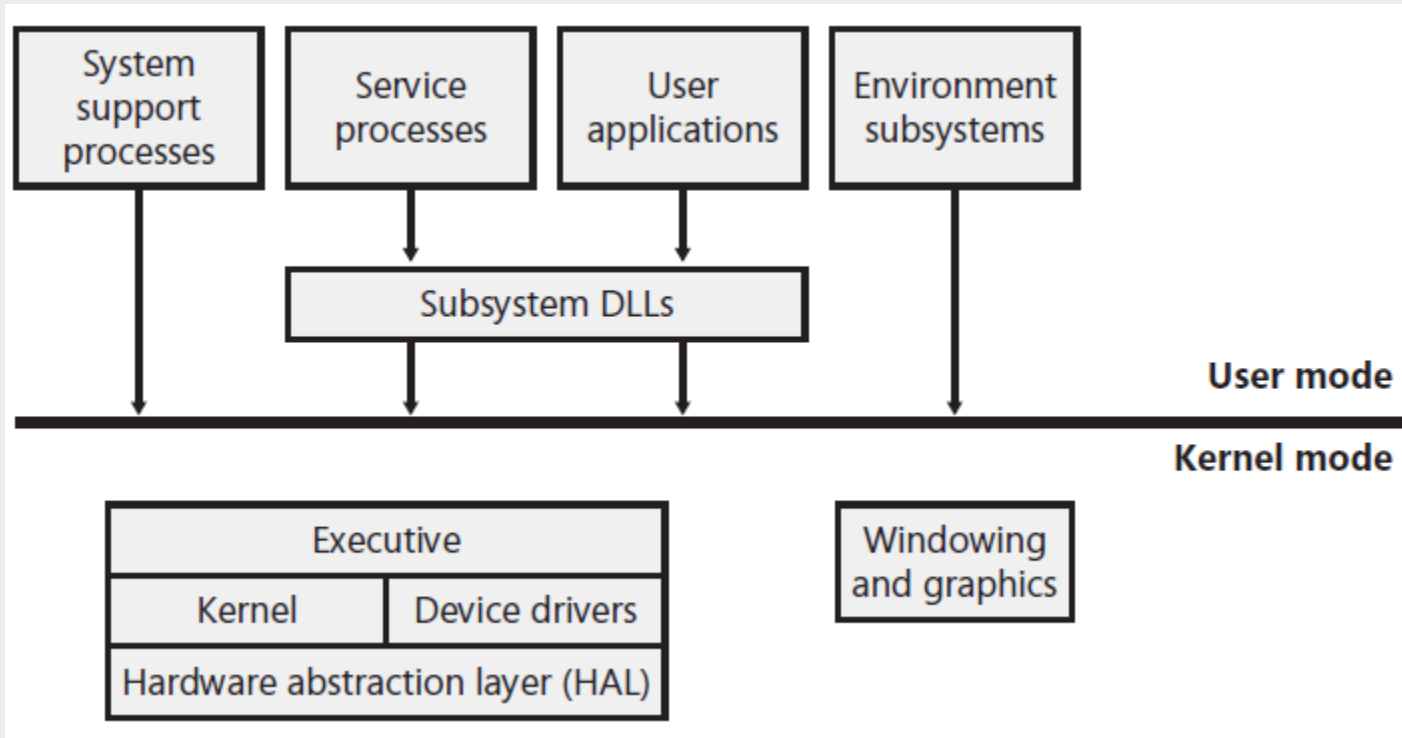 System
support
processes
Service
processes
User
applications
Environment
subsystems
Subsystem DLLs
User mode
Kernel mode
Executive
Kernel
Device drivers
Hardware abstraction layer (HAL)
Windowing
and graphics